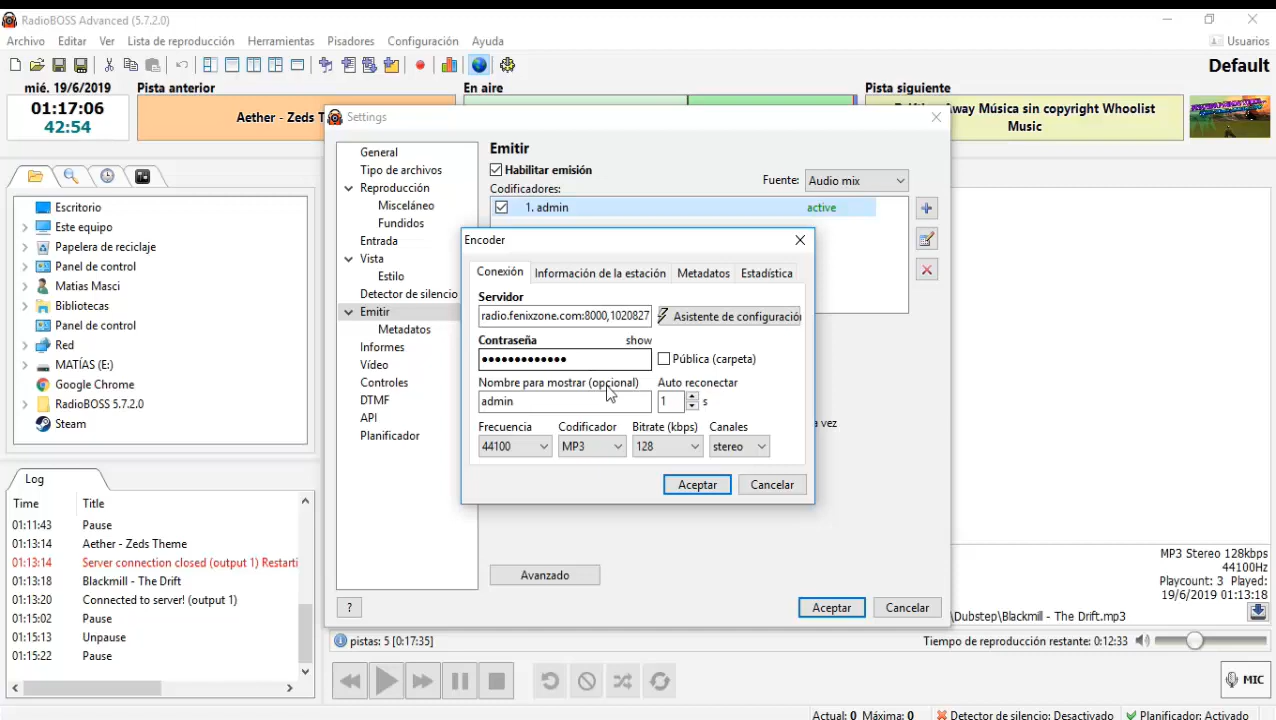 RadioBOSS Advanced (5.7.2.0)
Archivo Editar Ver Lista de reproducción Herramientas Pisadores Configuración Ayuda
Usuarios
Default
mié. 19/6/2019
01:17:06
42:54
Pista anterior
Aether - Zeds T
En aire
Pista siguiente
Away Música sin copyright Whoolist
Music
Escritorio
Este equipo
Papelera de reciclaje
Panel de control
Matias Masci
Bibliotecas
Panel de control
Red
MATÍAS (E:)
Google Chrome
RadioBOSS 5.7.2.0
Steam
Log
Time Title
01:11:43 Pause
01:13:14 Aether - Zeds Theme
01:13:14 Server connection closed (output 1) Restarti
01:13:18 Blackmill - The Drift
01:13:20 Connected to server! (output 1)
01:15:02 Pause
01:15:13 Unpause
01:15:22 Pause
Settings
General
Tipo de archivos
Reproducción
Misceláneo
Fundidos
Entrada
Vista
Estilo
Detector de silencio
Emitir
Metadatos
Informes
Vídeo
Controles
DTMF
API
Planificador
?
Emitir
Habilitar emisión
Codificadores:
Fuente: Audio mix
1. admin active
Encoder
Conexión Información de la estación Metadatos Estadística
Servidor
radio.fenixzone.com:8000,1020827
Asistente de configuración
Contraseña show
•••••••••••••
Pública (carpeta)
Nombre para mostrar (opcional) Auto reconectar
admin 1 s
Frecuencia Codificador Bitrate (kbps) Canales
44100 MP3 128 stereo
Aceptar Cancelar
a vez
Avanzado
Aceptar Cancelar
MP3 Stereo 128kbps
44100Hz
Playcount: 3 Played:
19/6/2019 01:13:18
\Dubstep\Blackmill - The Drift.mp3
pistas: 5 [0:17:35]
Tiempo de reproducción restante: 0:12:33
MIC
Actual: 0 Máxima: 0 Detector de silencio: Desactivado Planificador: Activado